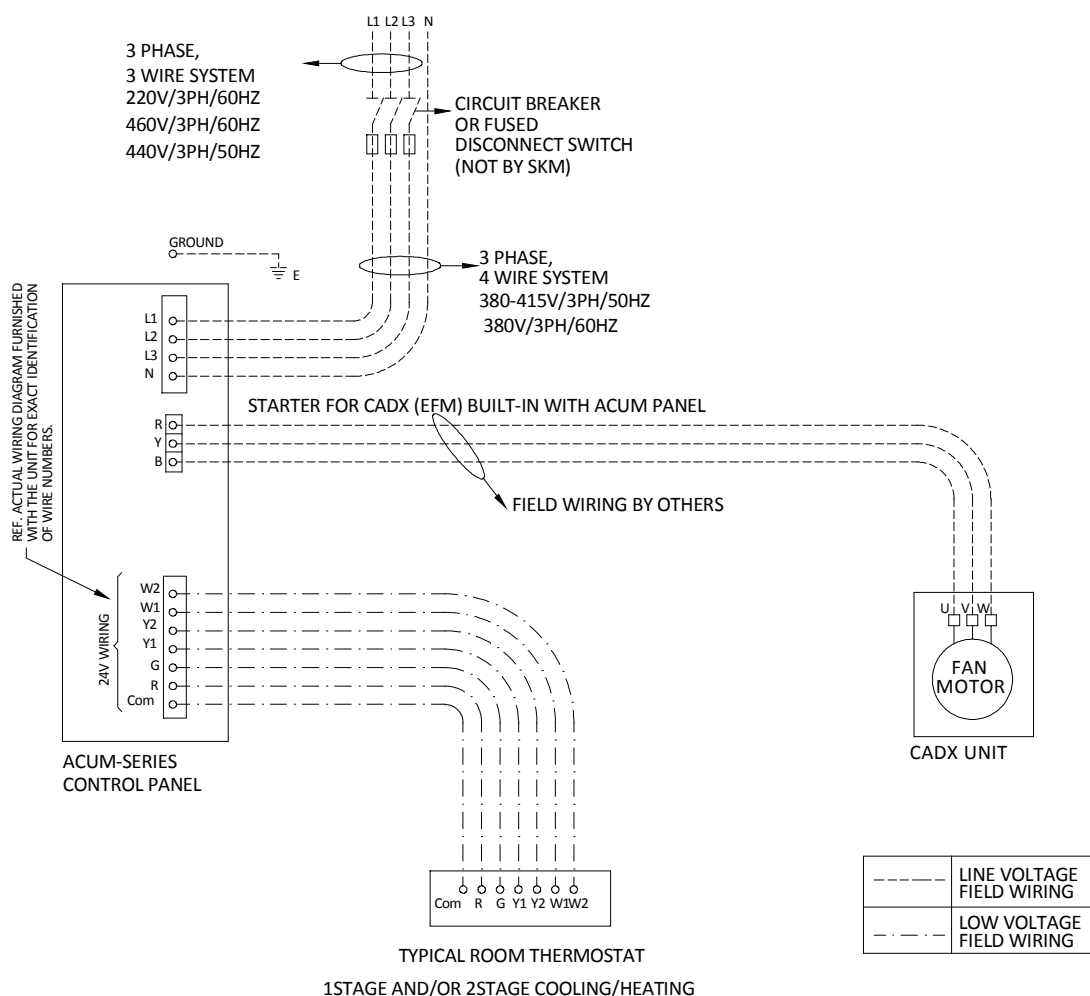 L1 L2 L3 N
3 PHASE,
3 WIRE SYSTEM
220V/3PH/60HZ
460V/3PH/60HZ
440V/3PH/50HZ
CIRCUIT BREAKER
OR FUSED
DISCONNECT SWITCH
(NOT BY SKM)
GROUND
E
3 PHASE,
4 WIRE SYSTEM
380-415V/3PH/50HZ
380V/3PH/60HZ
REF. ACTUAL WIRING DIAGRAM FURNISHED
WITH THE UNIT FOR EXACT IDENTIFICATION
OF WIRE NUMBERS.
L1
L2
L3
N
STARTER FOR CADX (EFM) BUILT-IN WITH ACUM PANEL
R
Y
B
FIELD WIRING BY OTHERS
24V WIRING
W2
W1
Y2
Y1
G
R
Com
U V W
FAN
MOTOR
CADX UNIT
ACUM-SERIES
CONTROL PANEL
Com R G Y1 Y2 W1 W2
TYPICAL ROOM THERMOSTAT
1STAGE AND/OR 2STAGE COOLING/HEATING
LINE VOLTAGE
FIELD WIRING
LOW VOLTAGE
FIELD WIRING